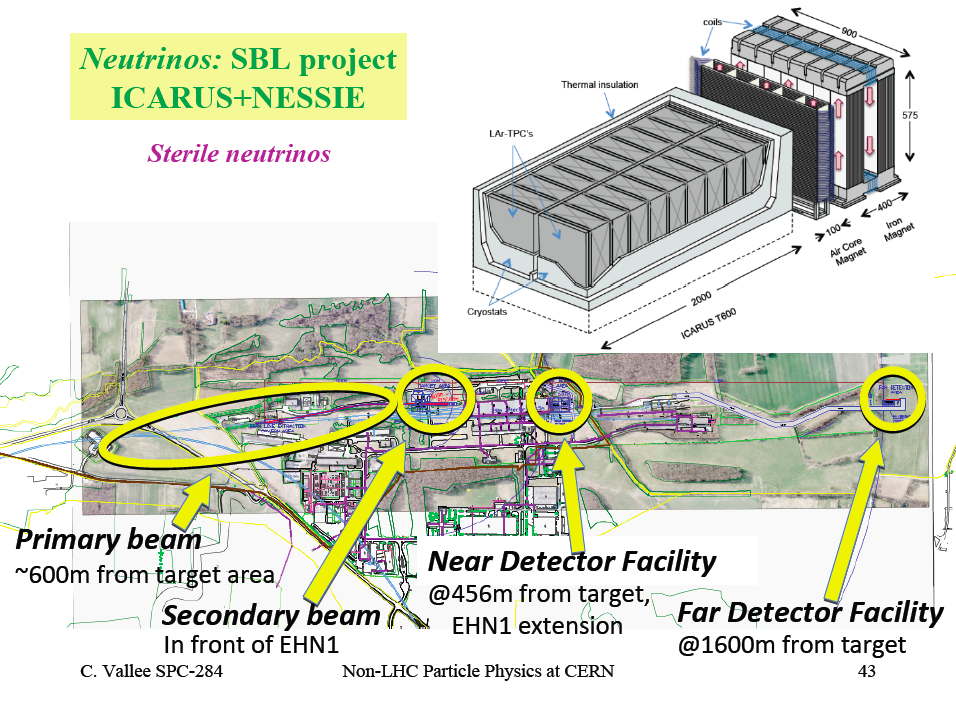 Neutrinos: SBL project
ICARUS+NESSIE
Sterile neutrinos
coils
900
Thermal insulation
575
LAr-TPC's
400
100
Iron
Magnet
Air Core
Magnet
2000
Cryostats
ICARUS T600
Primary beam
~600m from target area
Secondary beam
In front of EHN1
Near Detector Facility
@456m from target,
EHN1 extension
Far Detector Facility
@1600m from target
C. Vallee SPC-284
Non-LHC Particle Physics at CERN
43